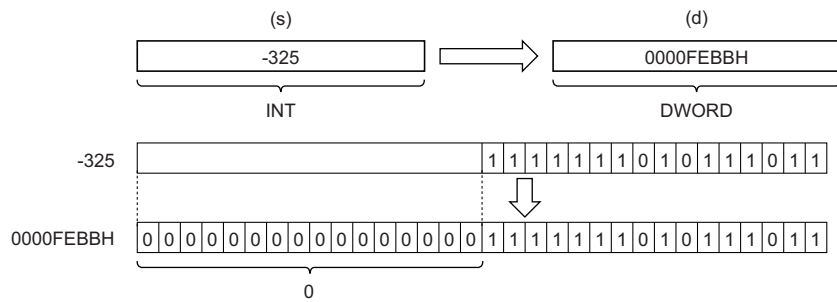 (s) (d)
-325 0000FEBBH
INT DWORD
-325 1 1 1 1 1 1 1 0 1 0 1 1 1 0 1 1
0000FEBBH 0 0 0 0 0 0 0 0 0 0 0 0 0 0 0 0 1 1 1 1 1 1 1 0 1 0 1 1 1 0 1 1
0